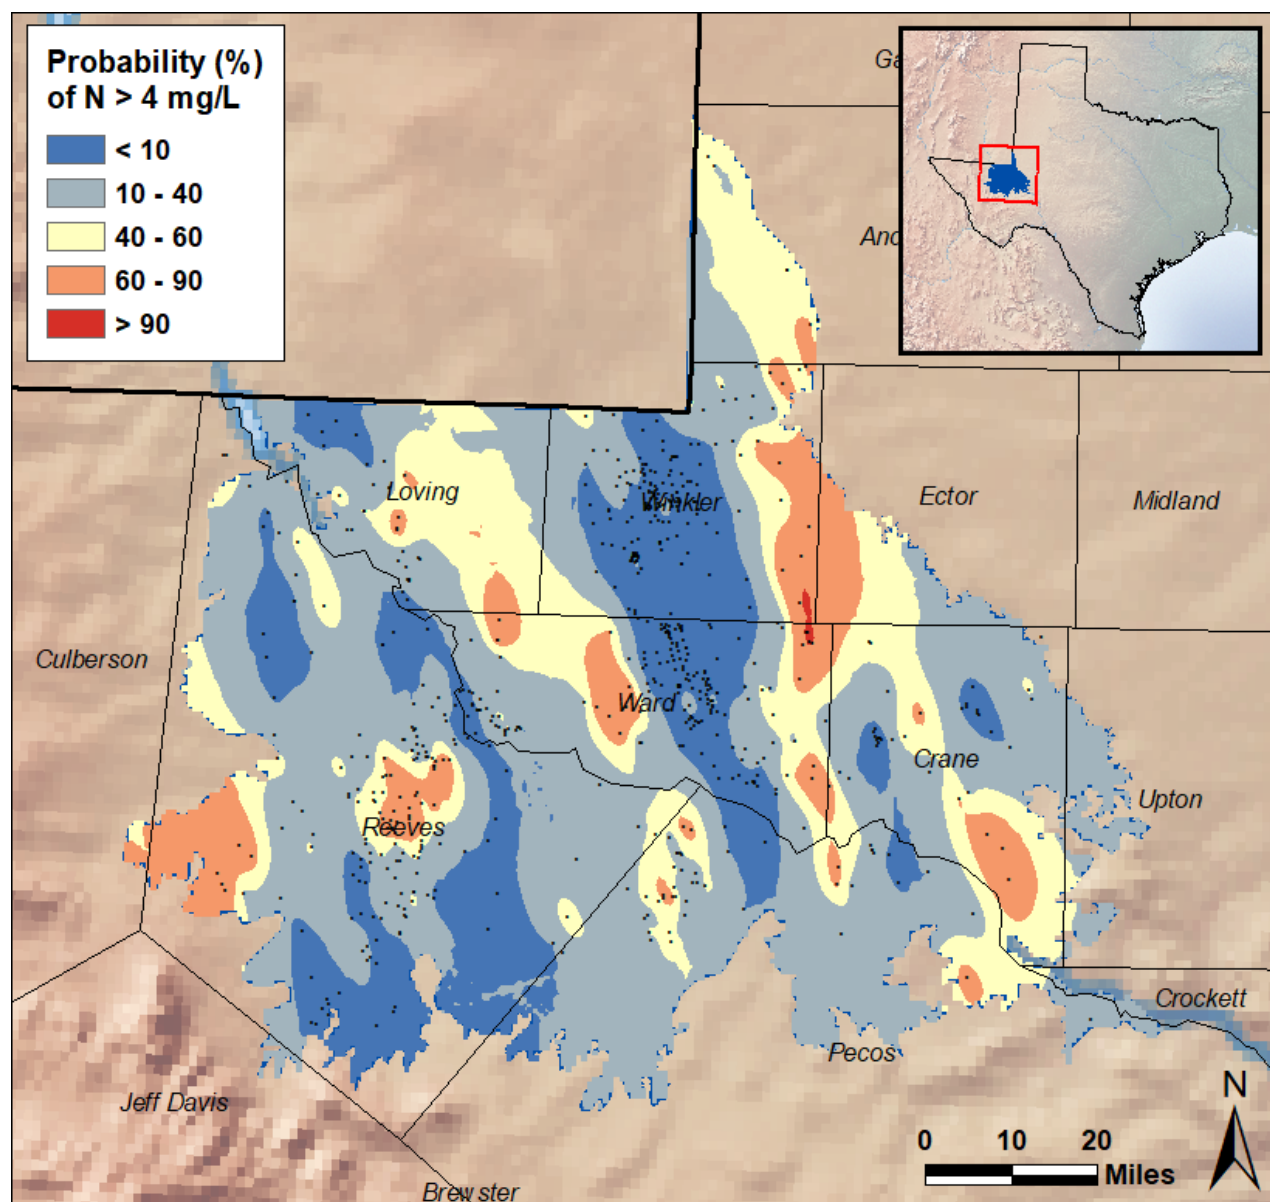 Probability (%)
of N > 4 mg/L
< 10
10 - 40
40 - 60
60 - 90
> 90
Loving
Winkler
Ector
Midland
Culberson
Ward
Crane
Upton
Reeves
Crockett
Pecos
Jeff Davis
Brewster
N
0 10 20
Miles